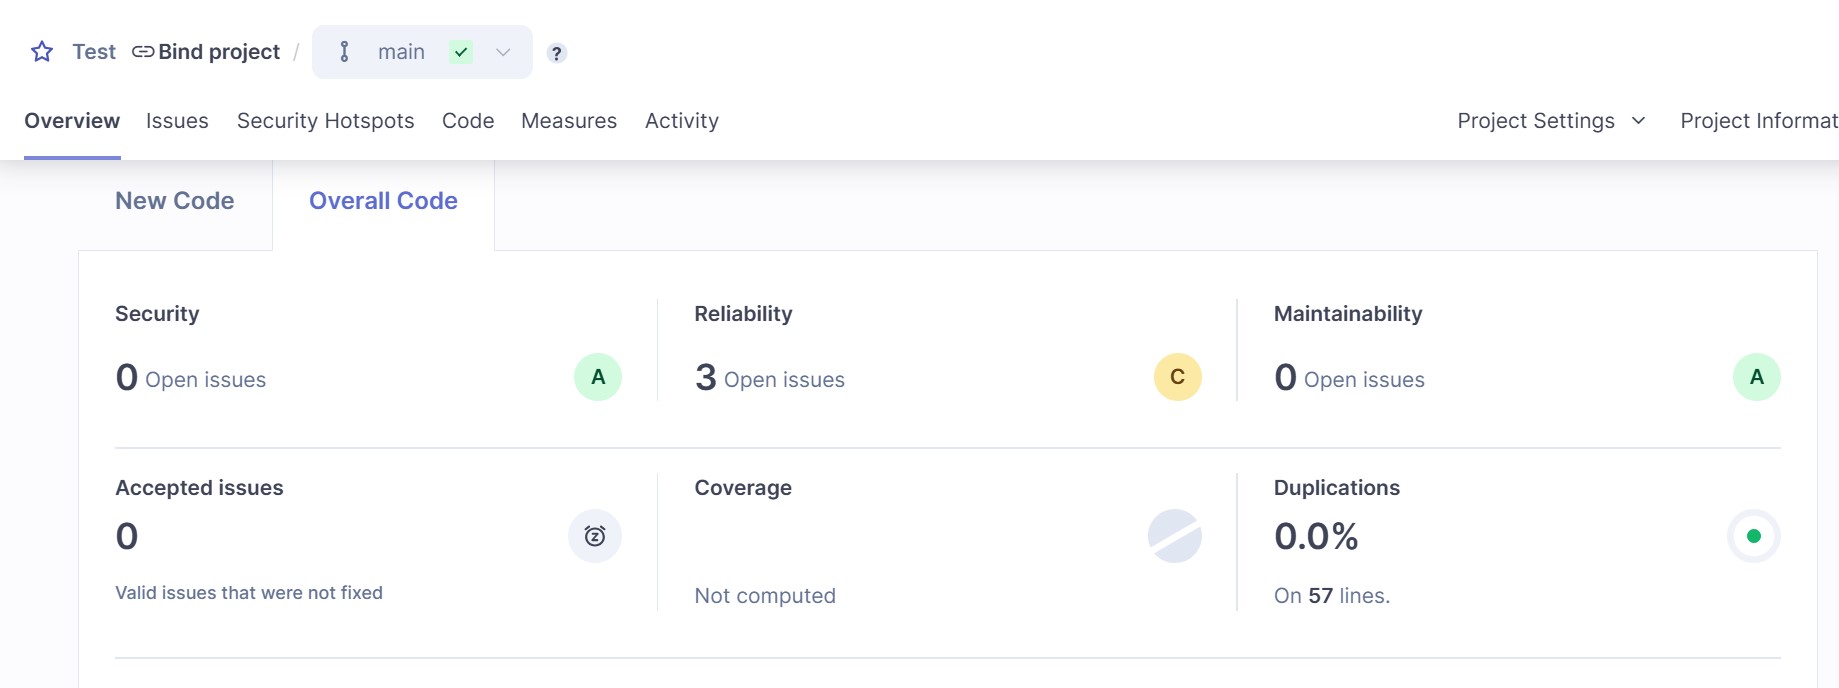 Test Bind project / main ?
Overview Issues Security Hotspots Code Measures Activity Project Settings Project Informat
New Code Overall Code
Security Reliability Maintainability
0 Open issues A 3 Open issues C 0 Open issues A
Accepted issues Coverage Duplications
0 0.0%
Valid issues that were not fixed Not computed On 57 lines.